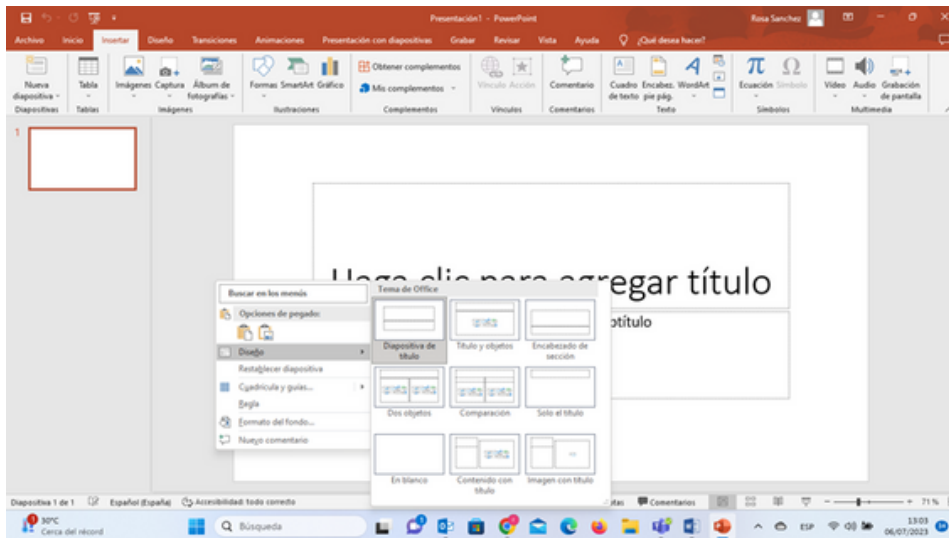 Presentación1 - PowerPoint
Rosa Sanchez
Archivo Inicio Insertar Diseño Transiciones Animaciones Presentación con diapositivas Grabar Revisar Vista Ayuda ¿Qué desea hacer?
Nueva diapositiva
Tabla
Imágenes Captura Álbum de fotografías
Formas SmartArt Gráfico
Obtener complementos
Mis complementos
Vínculo Acción
Comentario
Cuadro de texto
Encabez. pie pág.
WordArt
Ecuación Símbolo
Vídeo Audio Grabación de pantalla
Diapositivas Tablas Imágenes Ilustraciones Complementos Vínculos Comentarios Texto Símbolos Multimedia
1
Haga clic para agregar título
btítulo
Buscar en los menús
Opciones de pegado:
Diseño
Restablecer diapositiva
Cuadrícula y guías...
Regla
Formato del fondo...
Nuevo comentario
Tema de Office
Diapositiva de título
Título y objetos
Encabezado de sección
Dos objetos
Comparación
Solo el título
En blanco
Contenido con título
Imagen con título
Diapositiva 1 de 1 Español (España) Accesibilidad: todo correcto
otas Comentarios 71 %
30°C
Cerca del récord
Búsqueda
ESP
13:03
06/07/2023